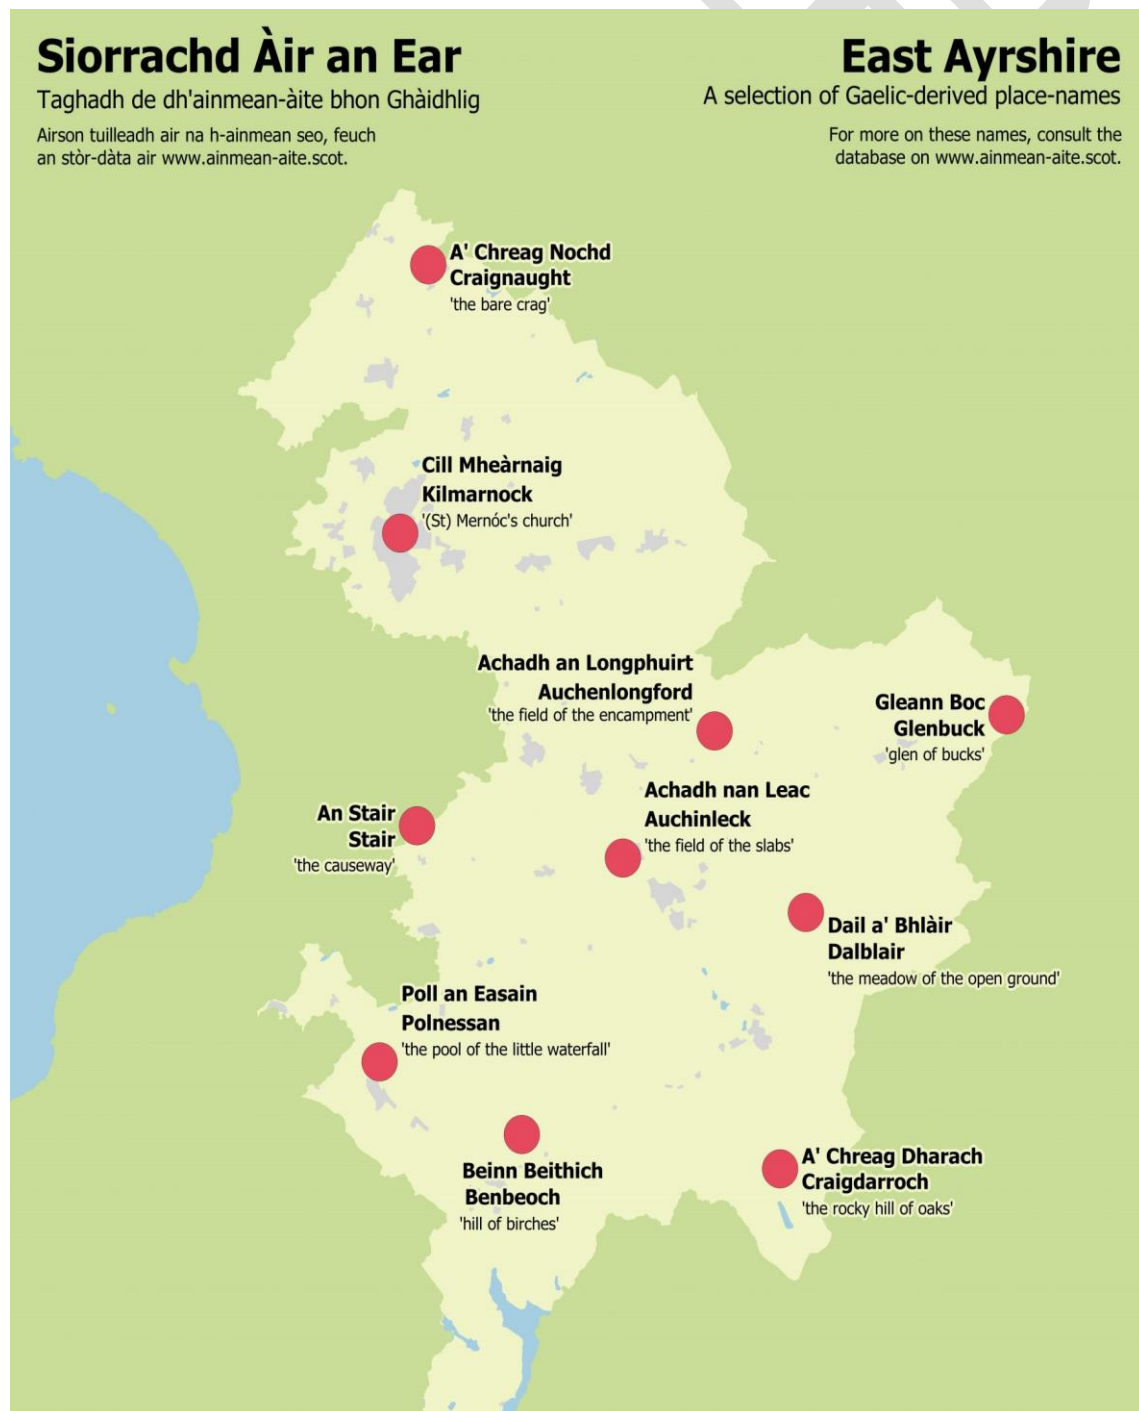 Siorrachd Àir an Ear
Taghadh de dh'ainmean-àite bhon Ghàidhlig
Airson tuilleadh air na h-ainmean seo, feuch
an stòr-dàta air www.ainmean-aite.scot.
East Ayrshire
A selection of Gaelic-derived place-names
For more on these names, consult the
database on www.ainmean-aite.scot.
A' Chreag Nochd
Craignaught
'the bare crag'
Cill Mheàrnaig
Kilmarnock
'(St) Mernóc's church'
Achadh an Longphuirt
Auchenlongford
'the field of the encampment'
Gleann Boc
Glenbuck
'glen of bucks'
Achadh nan Leac
Auchinleck
'the field of the slabs'
An Stair
Stair
'the causeway'
Dail a' Bhlàir
Dalblair
'the meadow of the open ground'
Poll an Easain
Polnessan
'the pool of the little waterfall'
Beinn Beithich
Benbeoch
'hill of birches'
A' Chreag Dharach
Craigdarroch
'the rocky hill of oaks'